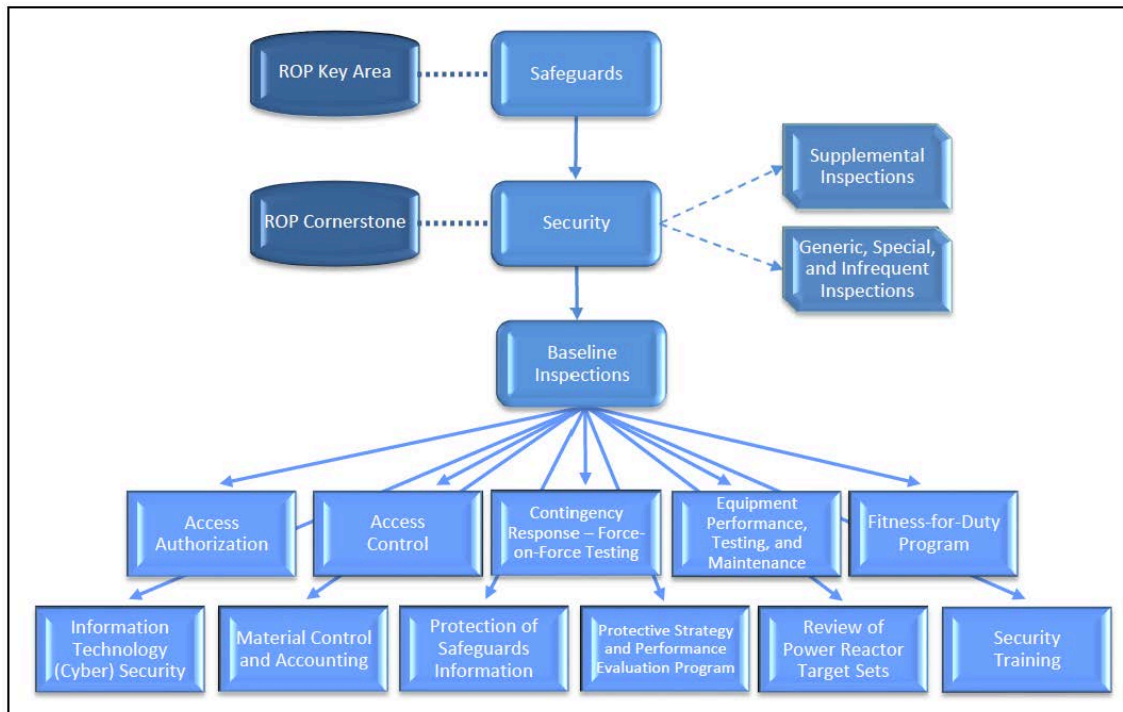 ROP Key Area
Safeguards
Supplemental
Inspections
ROP Cornerstone
Security
Generic, Special,
and Infrequent
Inspections
Baseline
Inspections
Access
Authorization
Access
Control
Contingency
Response – Force-
on-Force Testing
Equipment
Performance,
Testing, and
Maintenance
Fitness-for-Duty
Program
Information
Technology
(Cyber) Security
Material Control
and Accounting
Protection of
Safeguards
Information
Protective Strategy
and Performance
Evaluation Program
Review of
Power Reactor
Target Sets
Security
Training